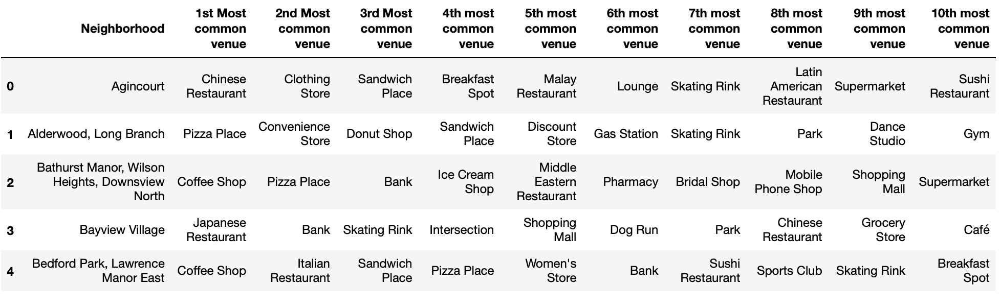 Neighborhood 1st Most common venue 2nd Most common venue 3rd Most common venue 4th most common venue 5th most common venue 6th most common venue 7th most common venue 8th most common venue 9th most common venue 10th most common venue
0 Agincourt Chinese Restaurant Clothing Store Sandwich Place Breakfast Spot Malay Restaurant Lounge Skating Rink Latin American Restaurant Supermarket Sushi Restaurant
1 Alderwood, Long Branch Pizza Place Convenience Store Donut Shop Sandwich Place Discount Store Gas Station Skating Rink Park Dance Studio Gym
2 Bathurst Manor, Wilson Heights, Downsview North Coffee Shop Pizza Place Bank Ice Cream Shop Middle Eastern Restaurant Pharmacy Bridal Shop Mobile Phone Shop Shopping Mall Supermarket
3 Bayview Village Japanese Restaurant Bank Skating Rink Intersection Shopping Mall Dog Run Park Chinese Restaurant Grocery Store Café
4 Bedford Park, Lawrence Manor East Coffee Shop Italian Restaurant Sandwich Place Pizza Place Women's Store Bank Sushi Restaurant Sports Club Skating Rink Breakfast Spot